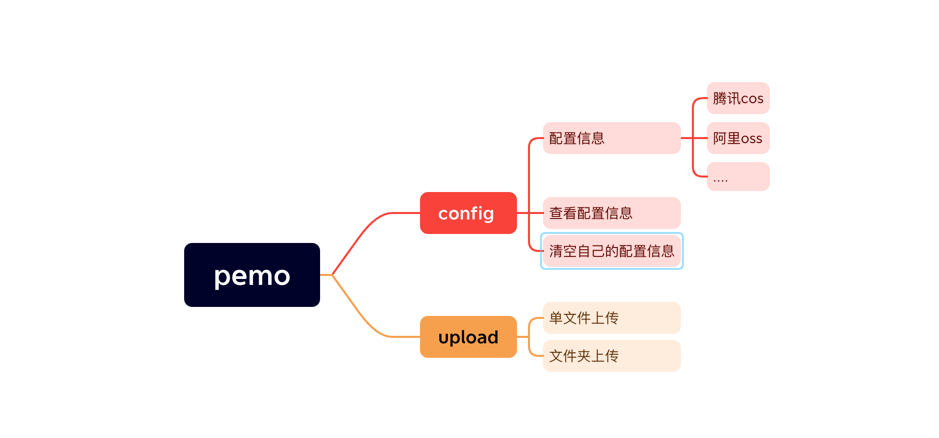 pemo
config
配置信息
腾讯cos
阿里oss
....
查看配置信息
清空自己的配置信息
upload
单文件上传
文件夹上传